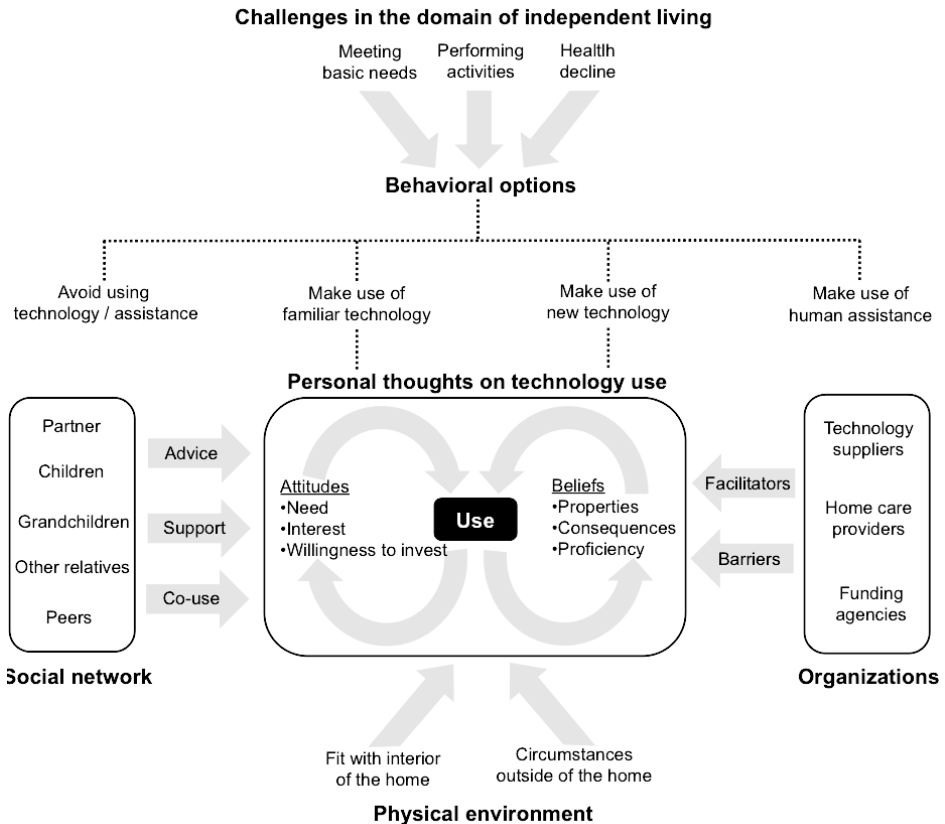 Challenges in the domain of independent living
Meeting
basic needs
Performing
activities
Heallth
decline
Behavioral options
Avoid using
technology / assistance
Make use of
familiar technology
Make use of
new technology
Make use of
human assistance
Personal thoughts on technology use
Partner
Children
Grandchildren
Other relatives
Peers
Social network
Advice
Support
Co-use
Attitudes
•Need
•Interest
•Willingness to invest
Use
Beliefs
•Properties
•Consequences
•Proficiency
Facilitators
Barriers
Technology
suppliers
Home care
providers
Funding
agencies
Organizations
Fit with interior
of the home
Circumstances
outside of the home
Physical environment